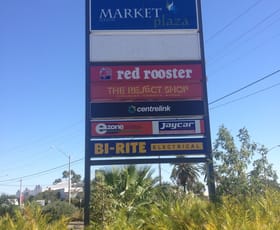 MARKET
plaza
red rooster
THE REJECT SHOP
centrelink
ezone Jaycar
BI-RITE ELECTRICAL